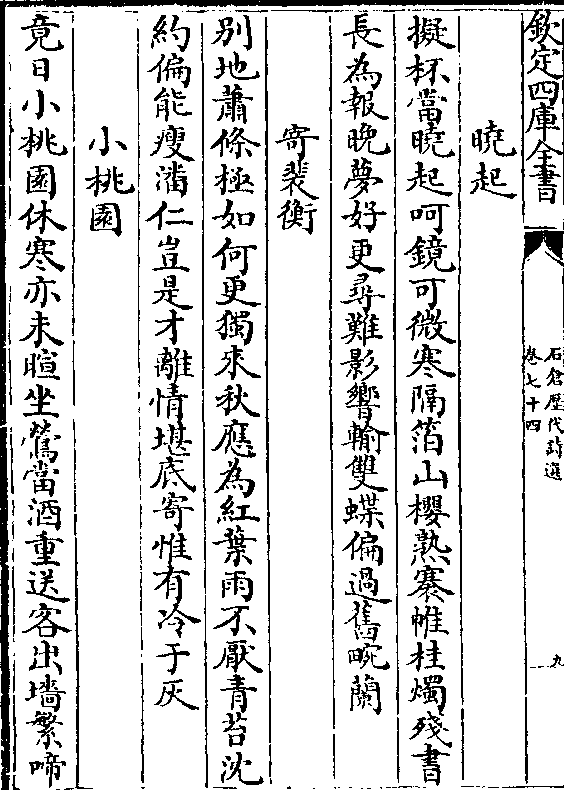 欽定四庫全書
石倉歷代詩選
卷七十四
九
曉起
擬杯當曉起呵鏡可微寒隔箔山櫻熟褰帷桂燭殘書
長為報晚夢好更尋難影響輸雙蝶偏過舊畹蘭
寄裴衡
別地蕭條極如何更獨來秋應為紅葉雨不厭青苔沈
約偏能瘦潘仁豈是才離情堪底寄惟有冷于灰
小桃園
竟日小桃園休寒亦未暄坐鶯當酒重送客出墻繁啼